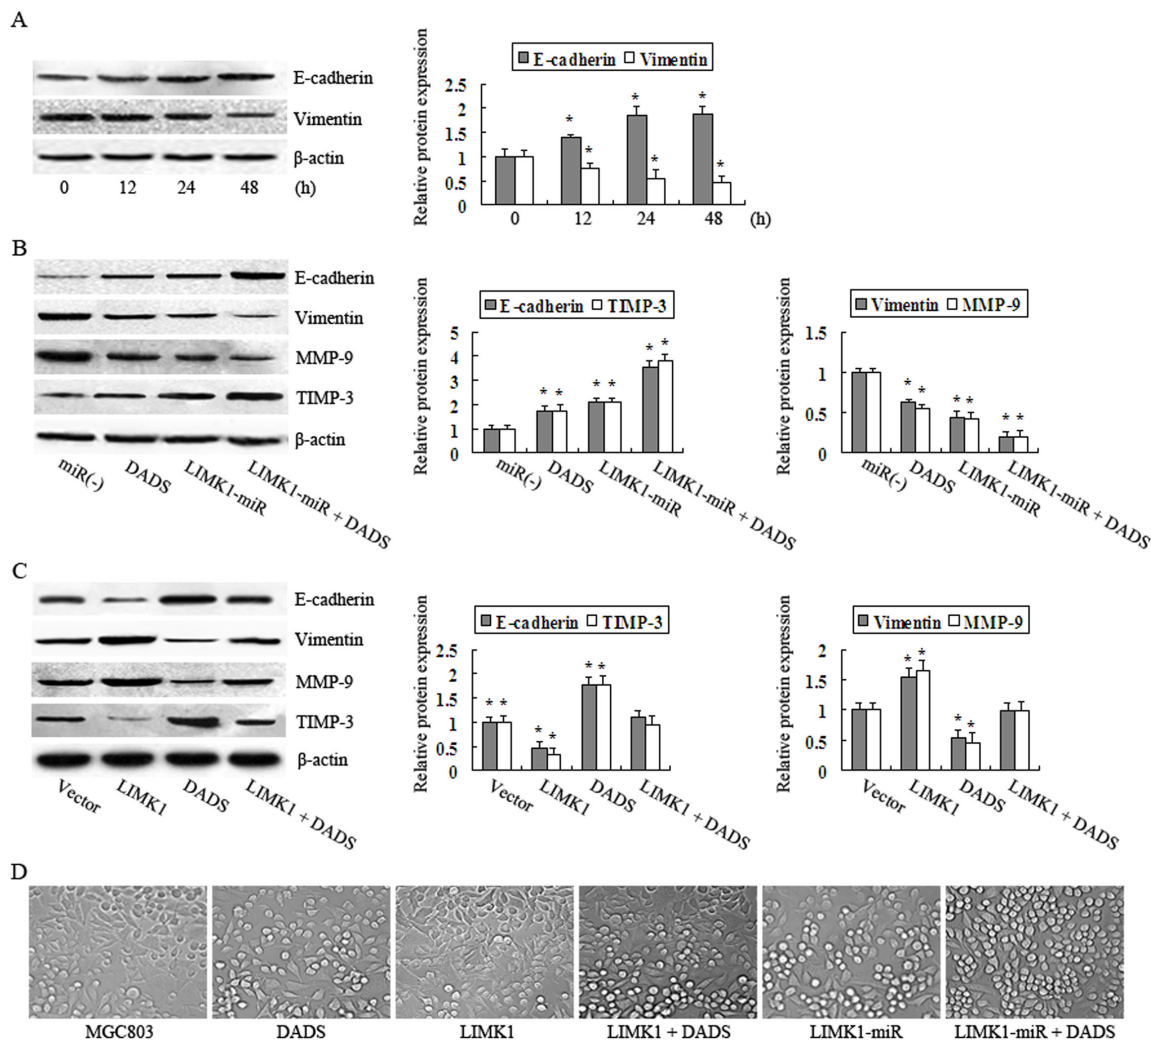 A
E-cadherin
Vimentin
β-actin
0 12 24 48 (h)
E-cadherin Vimentin
Relative protein expression
2.5
2
1.5
1
0.5
0
* * * * * *
0 12 24 48 (h)
B
E-cadherin
Vimentin
MMP-9
TIMP-3
β-actin
miR(-) DADS LIMK1-miR LIMK1-miR + DADS
E-cadherin TIMP-3
Relative protein expression
5
4
3
2
1
0
* * * * * *
miR(-) DADS LIMK1-miR LIMK1-miR + DADS
Vimentin MMP-9
Relative protein expression
1.5
1
0.5
0
* * * * * *
miR(-) DADS LIMK1-miR LIMK1-miR + DADS
C
E-cadherin
Vimentin
MMP-9
TIMP-3
β-actin
Vector LIMK1 DADS LIMK1 + DADS
E-cadherin TIMP-3
Relative protein expression
2.5
2
1.5
1
0.5
0
* * * * * *
Vector LIMK1 DADS LIMK1 + DADS
Vimentin MMP-9
Relative protein expression
2
1.5
1
0.5
0
* * * *
Vector LIMK1 DADS LIMK1 + DADS
D
MGC803 DADS LIMK1 LIMK1 + DADS LIMK1-miR LIMK1-miR + DADS